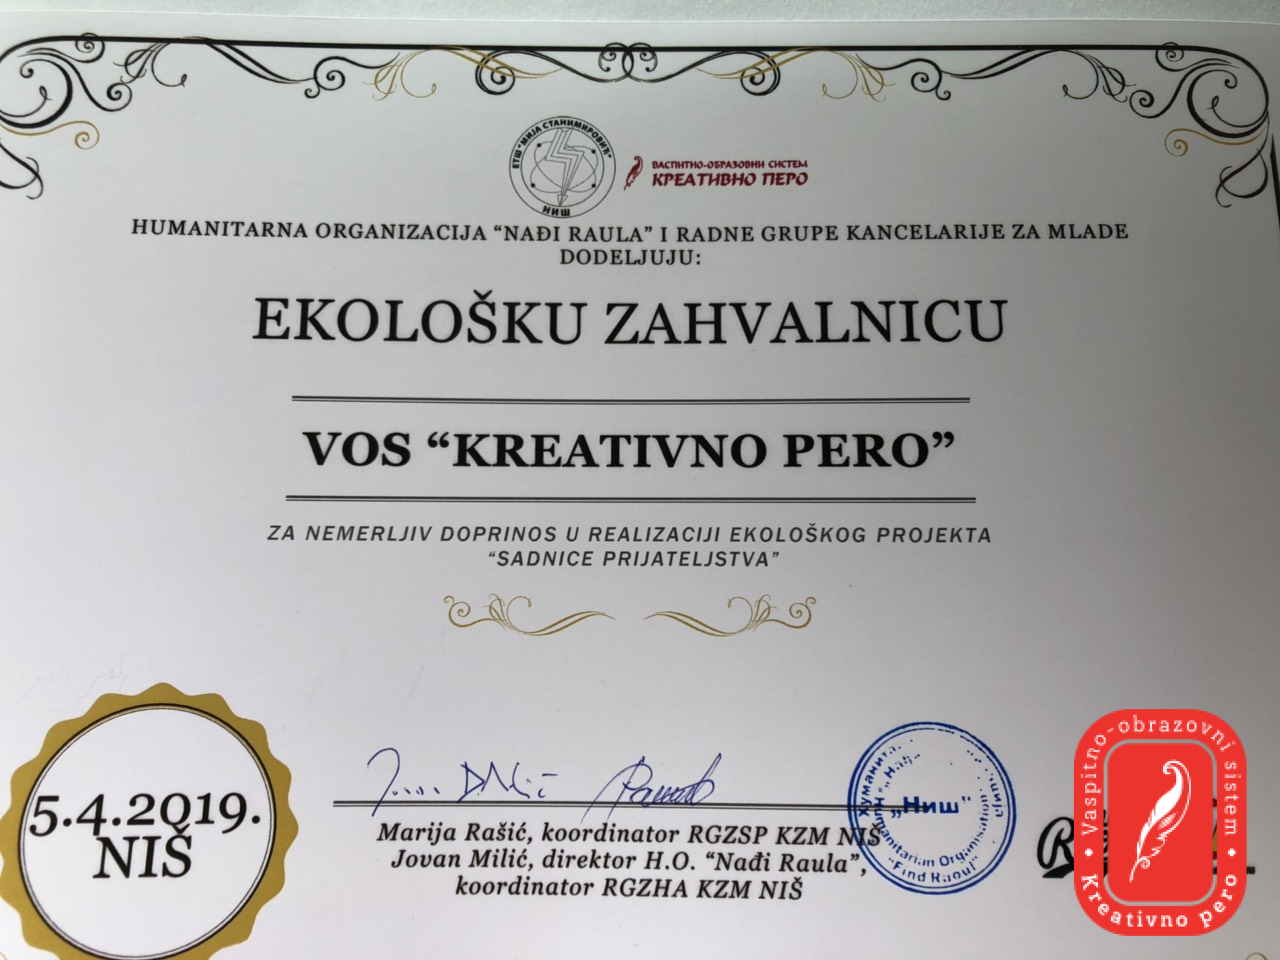 ЕТШ "МИЈА СТАНИМИРОВИЋ"
НИШ
ВАСПИТНО-ОБРАЗОВНИ СИСТЕМ
КРЕАТИВНО ПЕРО
HUMANITARNA ORGANIZACIJA “NAĐI RAULA” I RADNE GRUPE KANCELARIJE ZA MLADE
DODELJUJU:
EKOLOŠKU ZAHVALNICU
VOS “KREATIVNO PERO”
ZA NEMERLJIV DOPRINOS U REALIZACIJI EKOLOŠKOG PROJEKTA
“SADNICE PRIJATELJSTVA”
5.4.2019.
NIŠ
Marija Rašić, koordinator RGZSP KZM NIŠ
Jovan Milić, direktor H.O. “Nađi Raula”,
koordinator RGZHA KZM NIŠ
„Ниш"
Humanitarian Organisation
"Find Raoul"
Vaspitno-obrazovni sistem
Kreativno pero